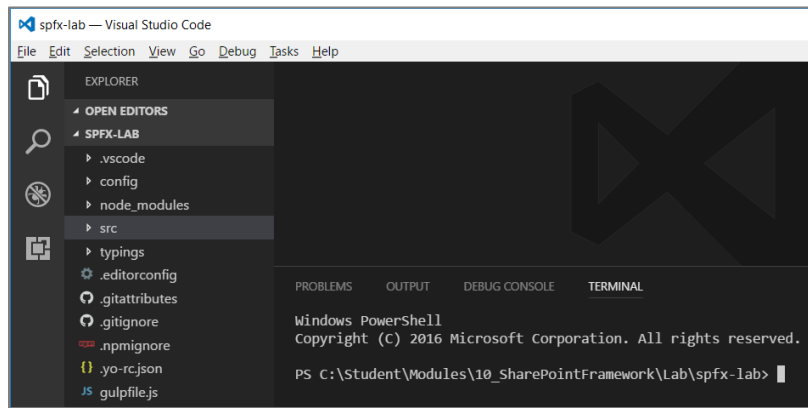 spfx-lab — Visual Studio Code
File Edit Selection View Go Debug Tasks Help
EXPLORER
OPEN EDITORS
SPFX-LAB
.vscode
config
node_modules
src
typings
.editorconfig
.gitattributes
.gitignore
npm .npmignore
{} .yo-rc.json
JS gulpfile.js
PROBLEMS OUTPUT DEBUG CONSOLE TERMINAL
Windows PowerShell
Copyright (C) 2016 Microsoft Corporation. All rights reserved.
PS C:\Student\Modules\10_SharePointFramework\Lab\spfx-lab>